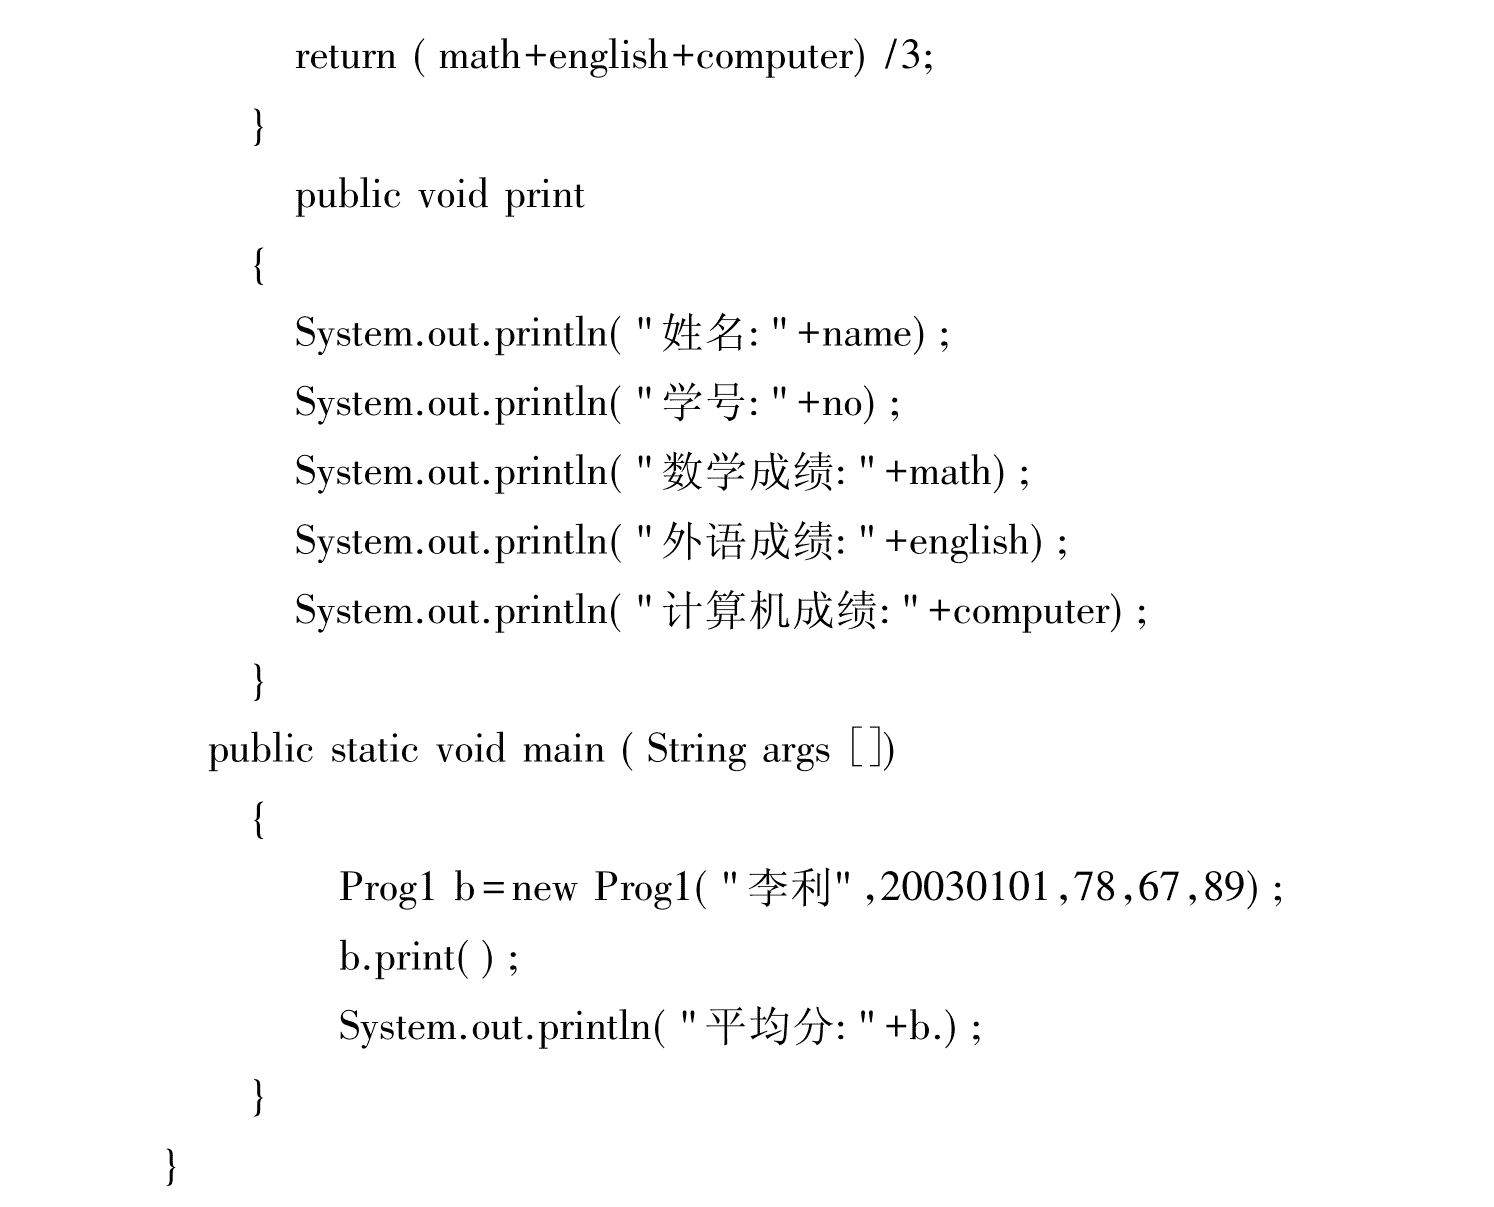 return ( math+english+computer) /3;
}
public void print
{
System.out.println( "姓名: "+name) ;
System.out.println( "学号: "+no) ;
System.out.println( "数学成绩: "+math) ;
System.out.println( "外语成绩: "+english) ;
System.out.println( "计算机成绩: "+computer) ;
}
public static void main ( String args [])
{
Prog1 b=new Prog1( "李利" ,20030101,78,67,89) ;
b.print( ) ;
System.out.println( "平均分: "+b.) ;
}
}